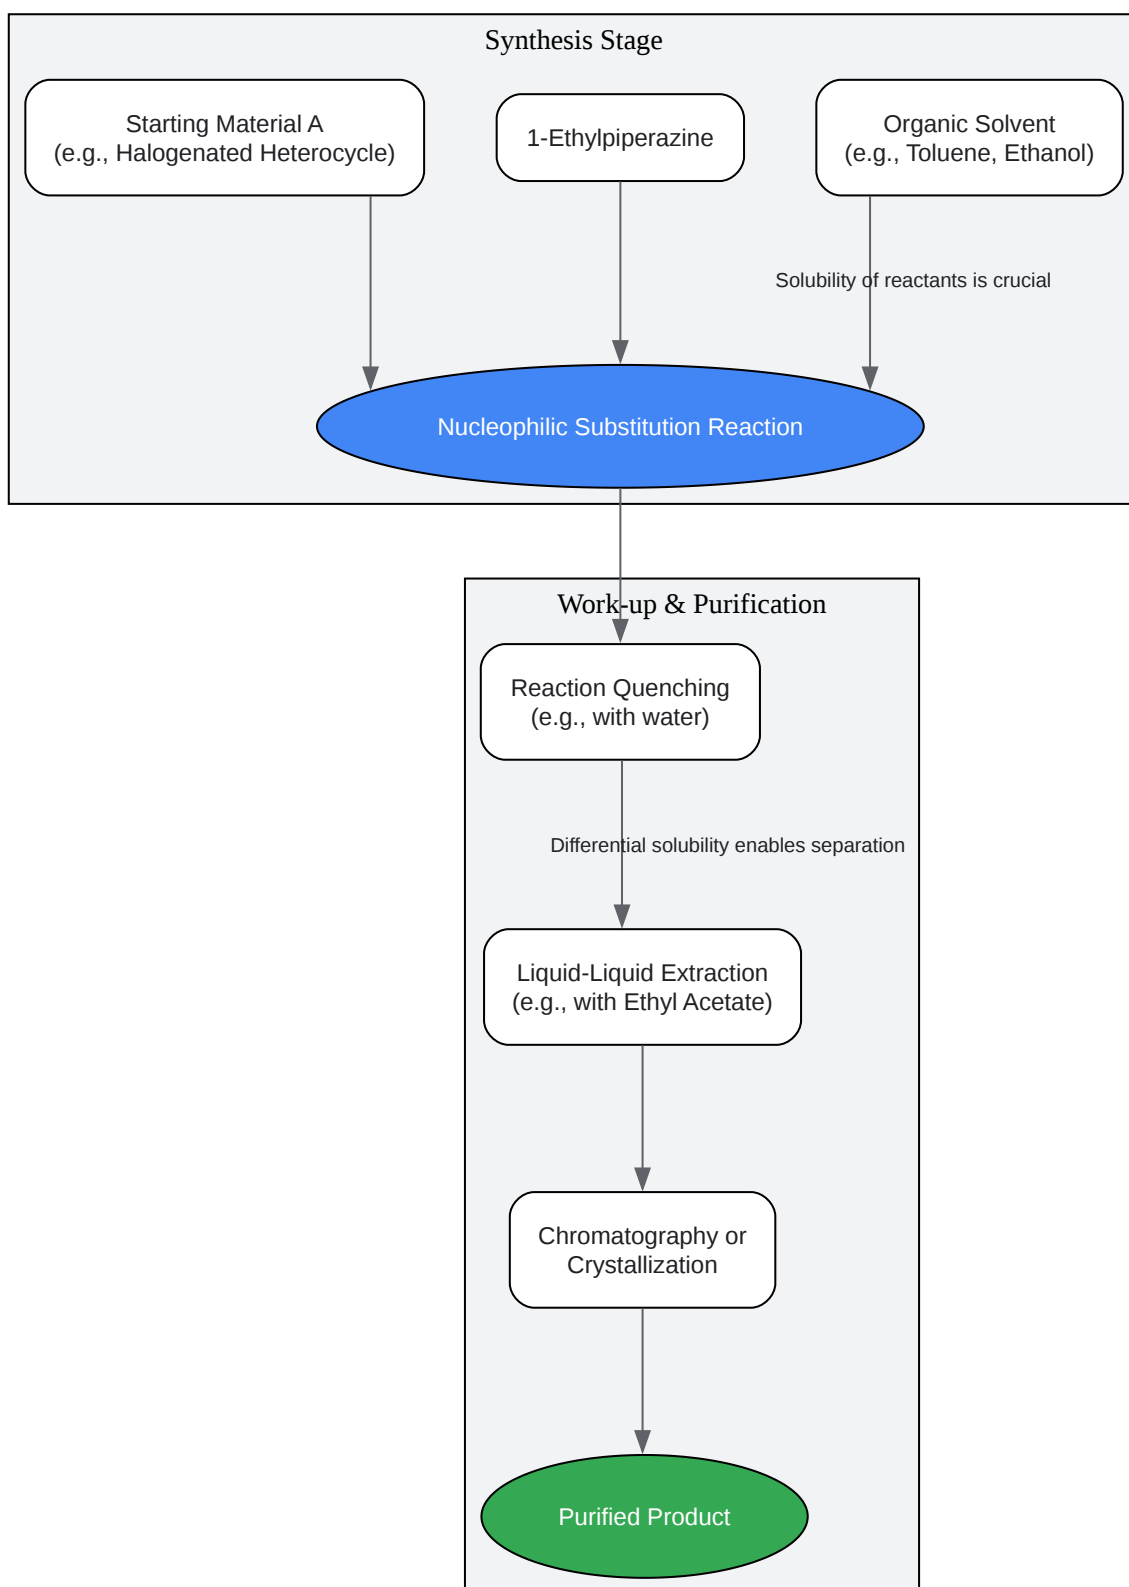 Synthesis Stage
Starting Material A
(e.g., Halogenated Heterocycle)
1-Ethylpiperazine
Organic Solvent
(e.g., Toluene, Ethanol)
Solubility of reactants is crucial
Nucleophilic Substitution Reaction
Work-up & Purification
Reaction Quenching
(e.g., with water)
Differential solubility enables separation
Liquid-Liquid Extraction
(e.g., with Ethyl Acetate)
Chromatography or
Crystallization
Purified Product